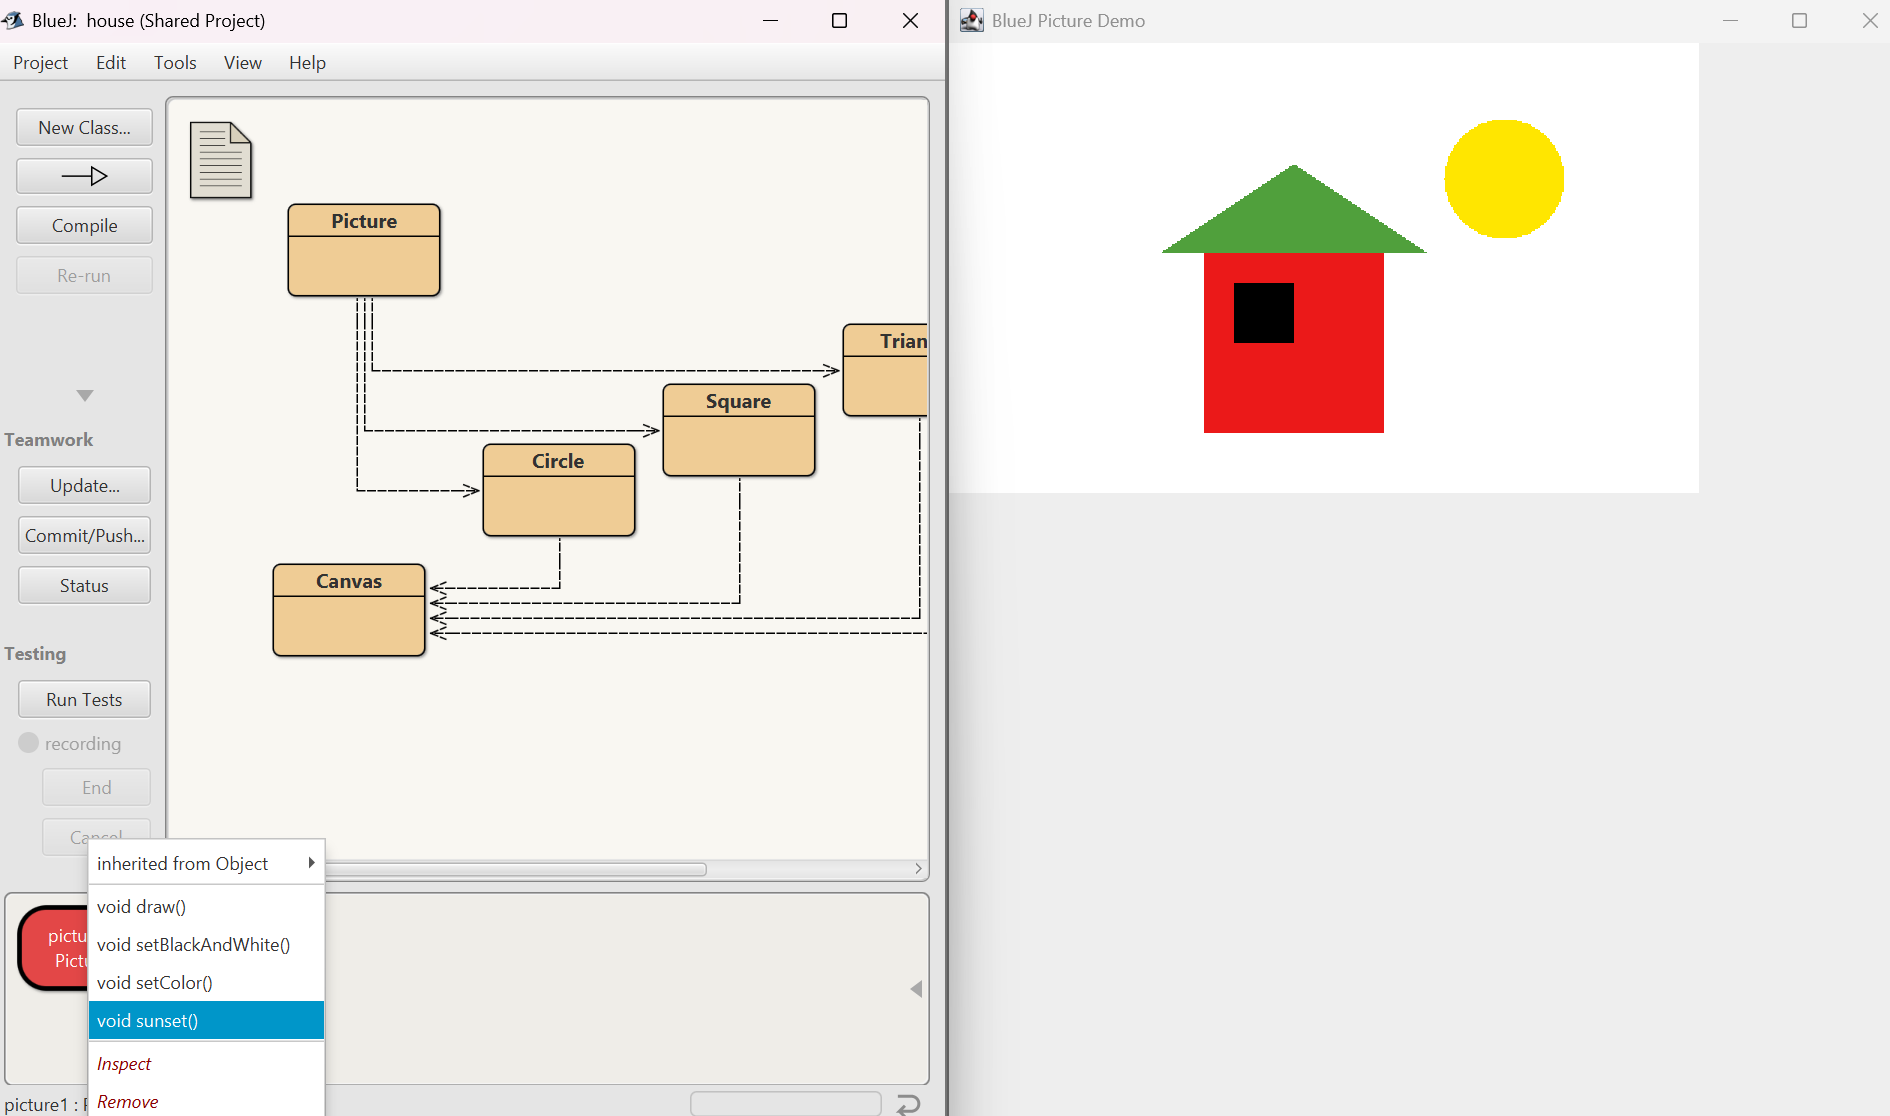 BlueJ: house (Shared Project)
Project Edit Tools View Help
New Class...
Compile
Re-run
Teamwork
Update...
Commit/Push...
Status
Testing
Run Tests
recording
End
Picture
Trian
Square
Circle
Canvas
inherited from Object
void draw()
void setBlackAndWhite()
void setColor()
void sunset()
Inspect
Remove
pictu
Pictu
picture1 :
BlueJ Picture Demo